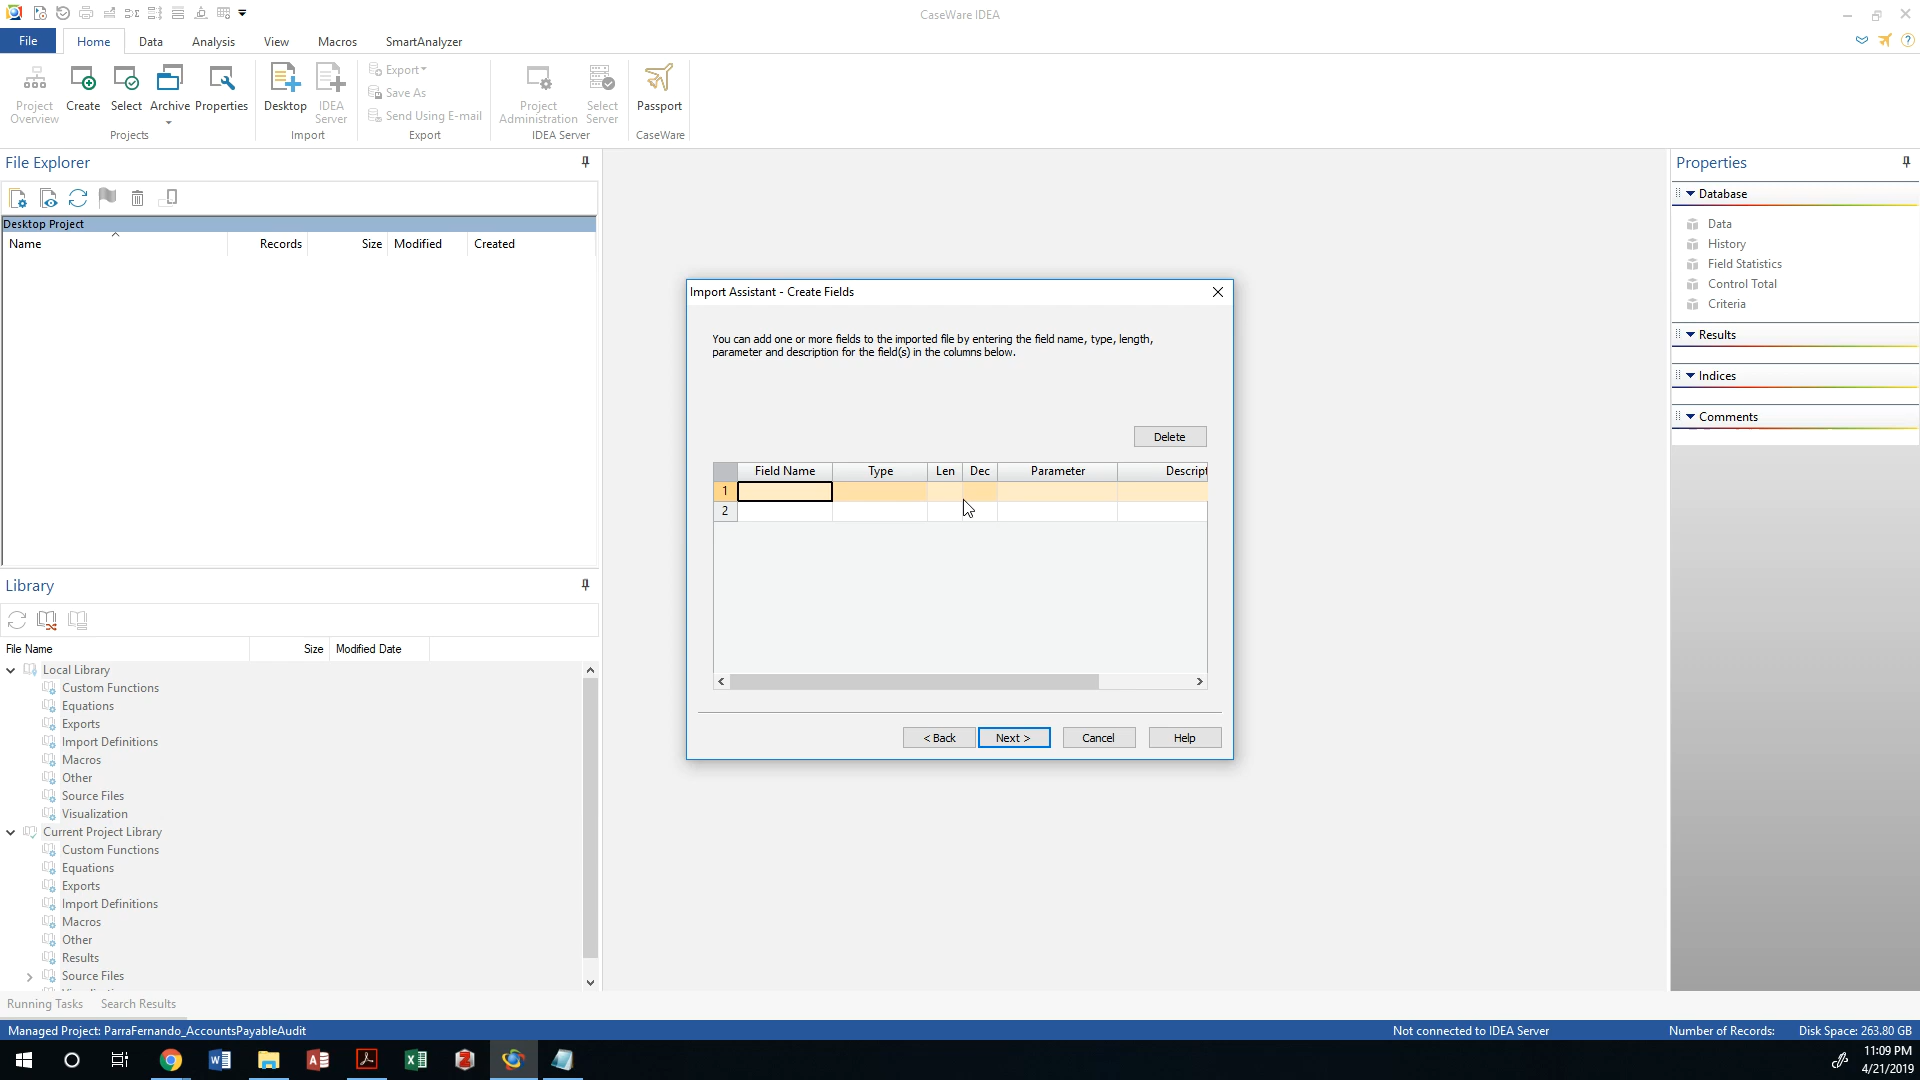 CaseWare IDEA
File Home Data Analysis View Macros SmartAnalyzer
Project Overview Create Select Archive Properties
Projects
Desktop IDEA Server
Import
Export
Save As
Send Using E-mail
Export
Project Administration Select Server
IDEA Server
Passport
CaseWare
File Explorer
Desktop Project
Name Records Size Modified Created
Library
File Name Size Modified Date
Local Library
Custom Functions
Equations
Exports
Import Definitions
Macros
Other
Source Files
Visualization
Current Project Library
Custom Functions
Equations
Exports
Import Definitions
Macros
Other
Results
Source Files
Running Tasks Search Results
Import Assistant - Create Fields
You can add one or more fields to the imported file by entering the field name, type, length,
parameter and description for the field(s) in the columns below.
Delete
Field Name Type Len Dec Parameter Descript
1
2
< Back Next > Cancel Help
Properties
Database
Data
History
Field Statistics
Control Total
Criteria
Results
Indices
Comments
Managed Project: ParraFernando_AccountsPayableAudit Not connected to IDEA Server Number of Records: Disk Space: 263.80 GB
11:09 PM
4/21/2019